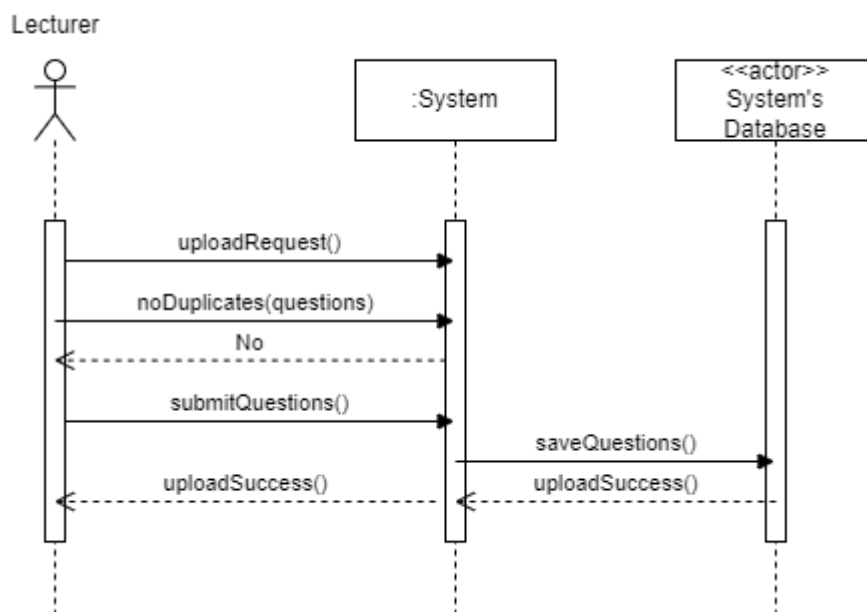 Lecturer
:System
<<actor>>
System's
Database
uploadRequest()
noDuplicates(questions)
No
submitQuestions()
saveQuestions()
uploadSuccess()
uploadSuccess()